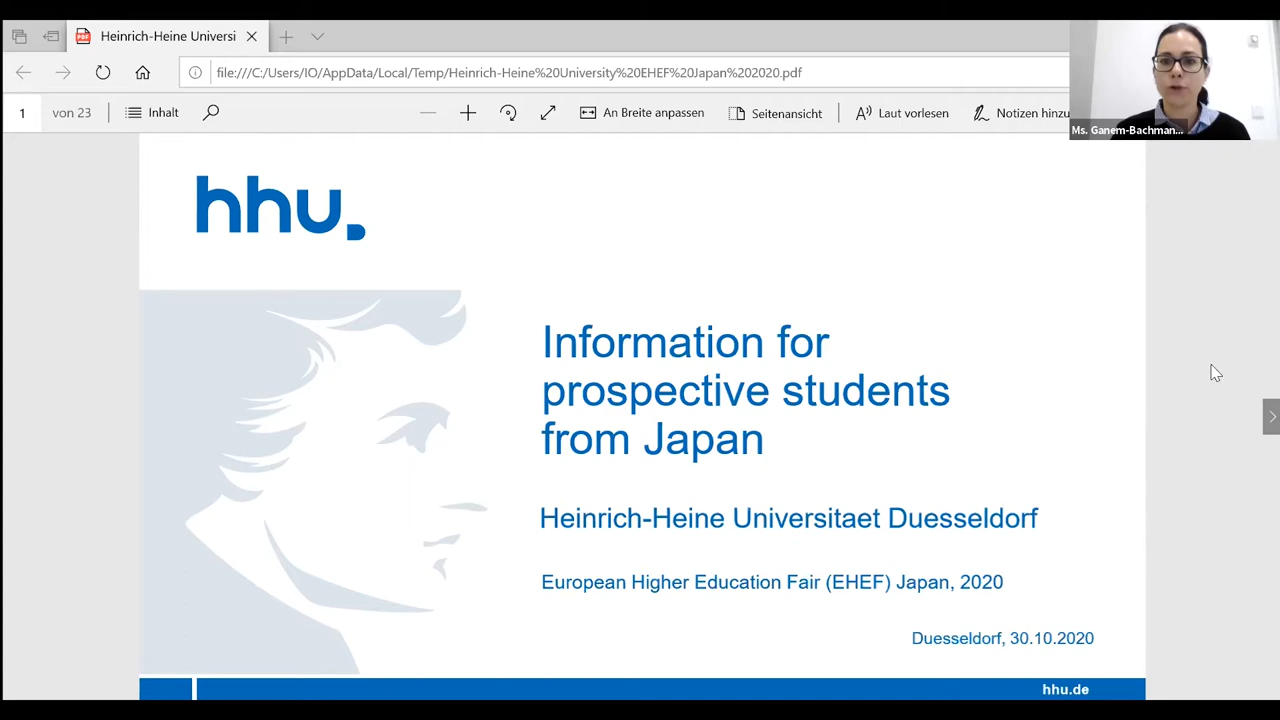 Heinrich-Heine Universi
file:///C:/Users/IO/AppData/Local/Temp/Heinrich-Heine%20University%20EHEF%20Japan%202020.pdf
1 von 23 Inhalt An Breite anpassen Seitenansicht Laut vorlesen Notizen hinzu
Ms. Ganem-Bachman...
hhu.
Information for
prospective students
from Japan
Heinrich-Heine Universitaet Duesseldorf
European Higher Education Fair (EHEF) Japan, 2020
Duesseldorf, 30.10.2020
hhu.de